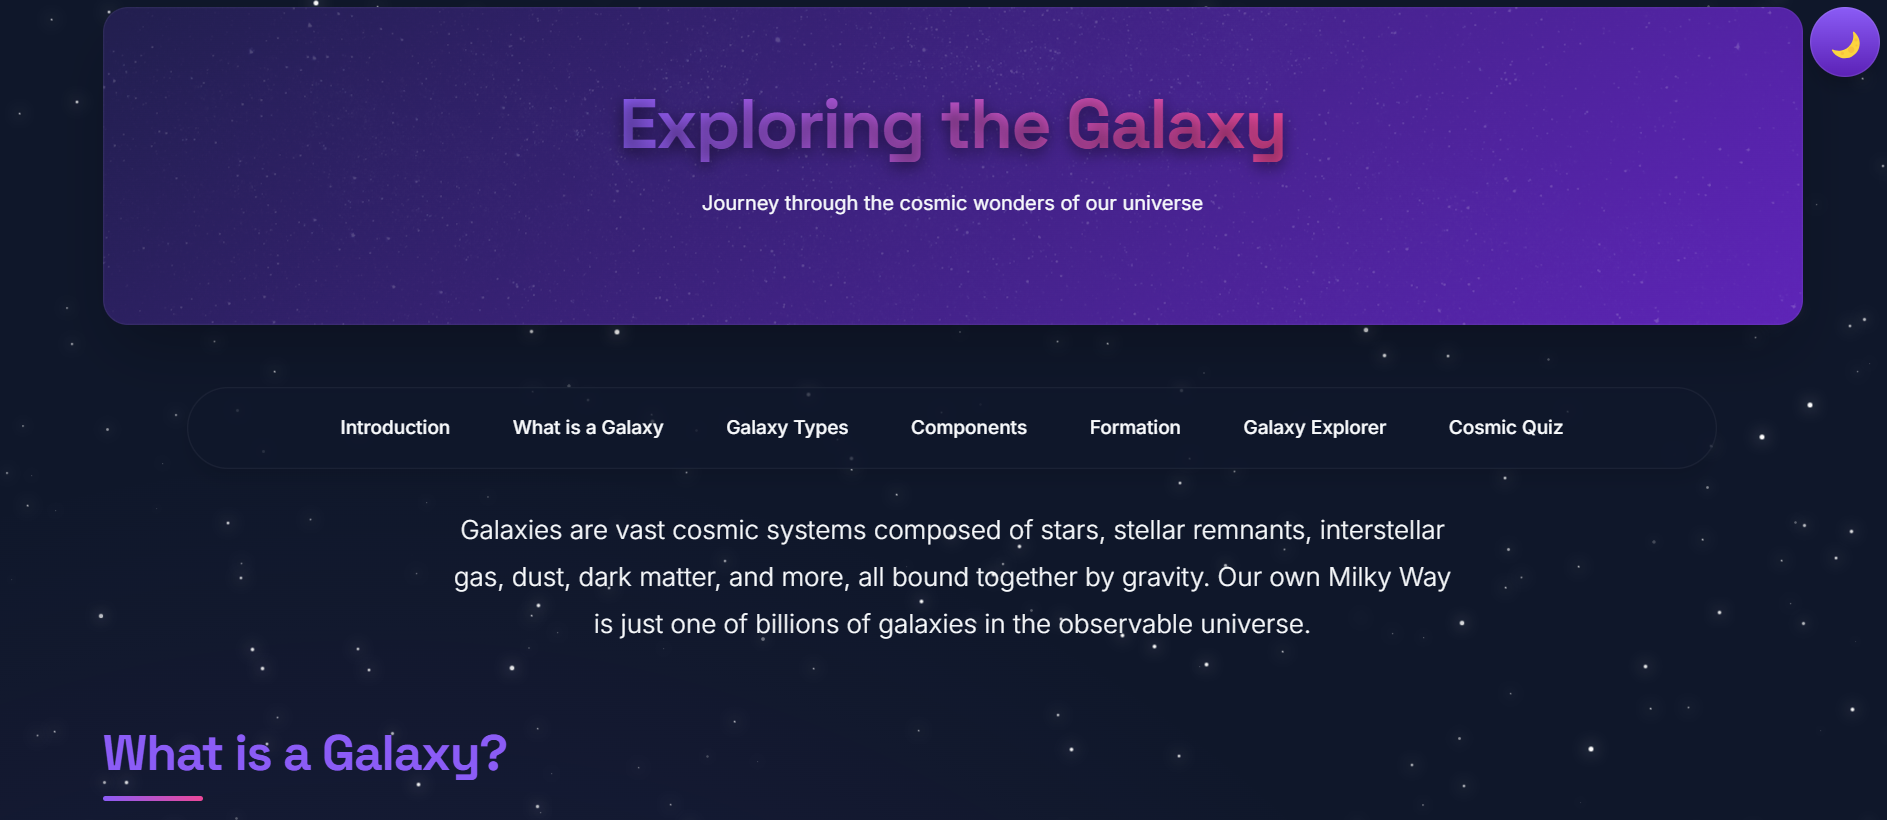 Exploring the Galaxy
Journey through the cosmic wonders of our universe
Introduction
What is a Galaxy
Galaxy Types
Components
Formation
Galaxy Explorer
Cosmic Quiz
Galaxies are vast cosmic systems composed of stars, stellar remnants, interstellar
gas, dust, dark matter, and more, all bound together by gravity. Our own Milky Way
is just one of billions of galaxies in the observable universe.
What is a Galaxy?